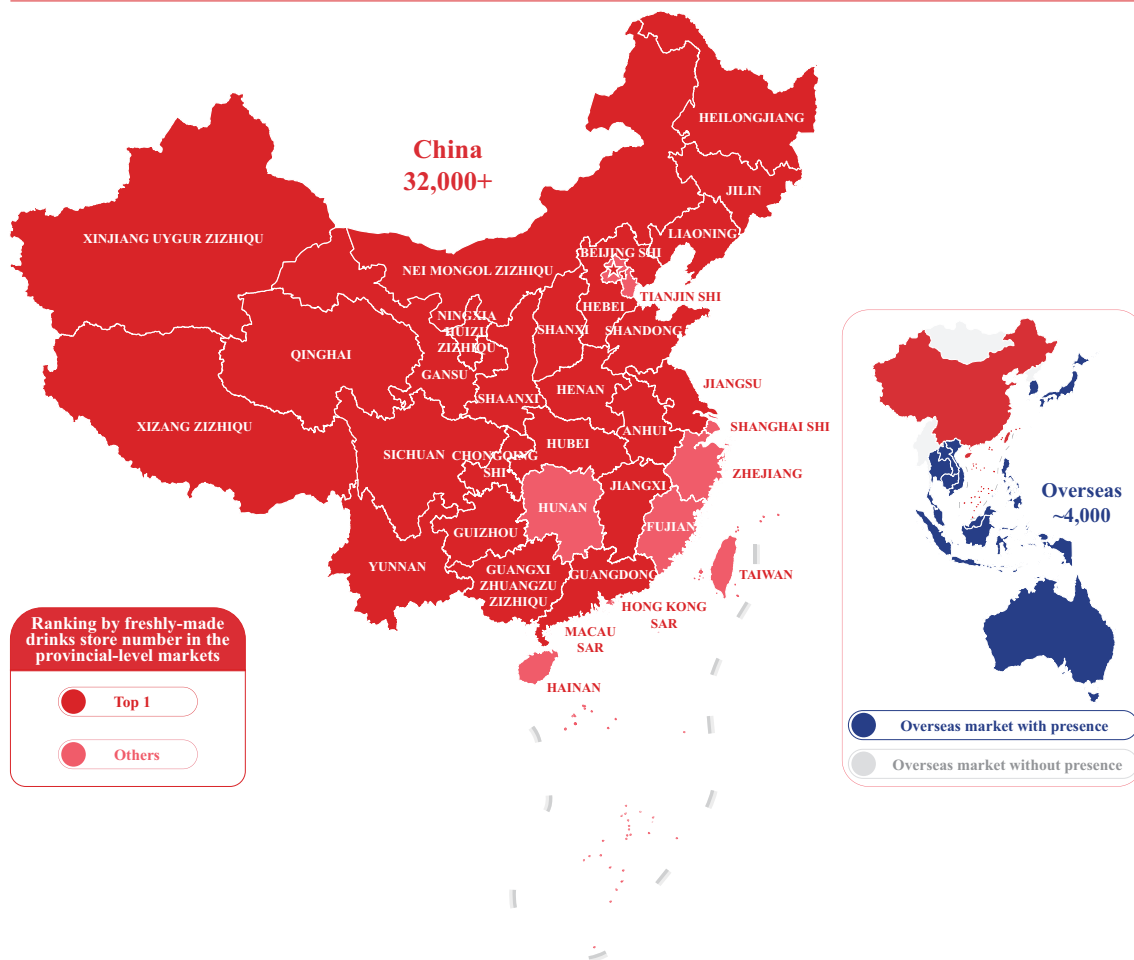 China
32,000+
HEILONGJIANG
JILIN
LIAONING
XINJIANG UYGUR ZIZHIQU
NEI MONGOL ZIZHIQU
BEIJING SHI
TIANJIN SHI
HEBEI
NINGXIA
HUIZU
ZIZHIQU
SHANXI
SHANDONG
QINGHAI
GANSU
SHAANXI
HENAN
JIANGSU
XIZANG ZIZHIQU
SICHUAN
CHONGQING
SHI
HUBEI
ANHUI
SHANGHAI SHI
ZHEJIANG
HUNAN
JIANGXI
FUJIAN
GUIZHOU
YUNNAN
GUANGXI
ZHUANGZU
ZIZHIQU
GUANGDONG
TAIWAN
HONG KONG
SAR
MACAU
SAR
HAINAN
Ranking by freshly-made
drinks store number in the
provincial-level markets
Top 1
Others
Overseas
~4,000
Overseas market with presence
Overseas market without presence